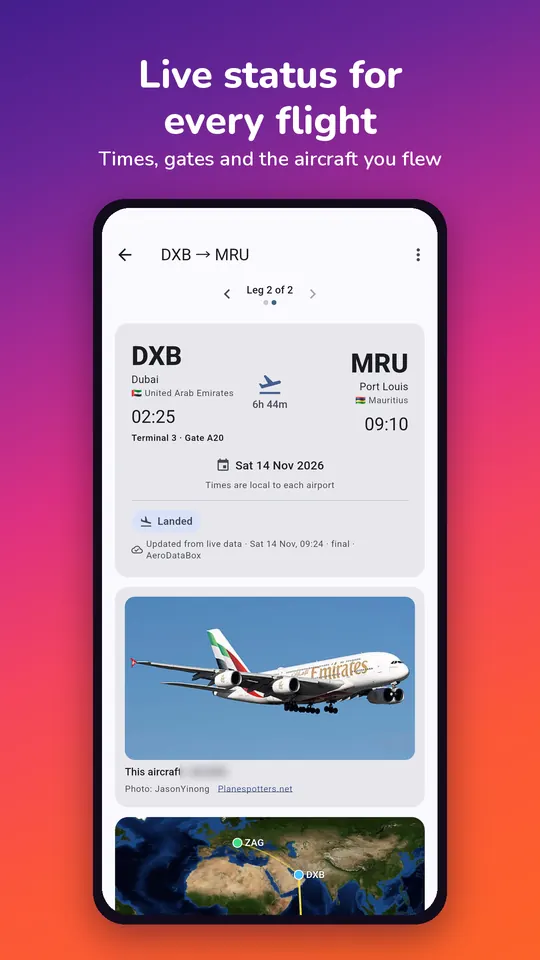 Live status for
every flight
Times, gates and the aircraft you flew
DXB → MRU
Leg 2 of 2
DXB
Dubai
🇦🇪 United Arab Emirates
02:25
Terminal 3 · Gate A20
6h 44m
MRU
Port Louis
🇲🇺 Mauritius
09:10
Sat 14 Nov 2026
Times are local to each airport
Landed
Updated from live data · Sat 14 Nov, 09:24 · final ·
AeroDataBox
Emirates
This aircraft
Photo: JasonYinong Planespotters.net
ZAG
DXB